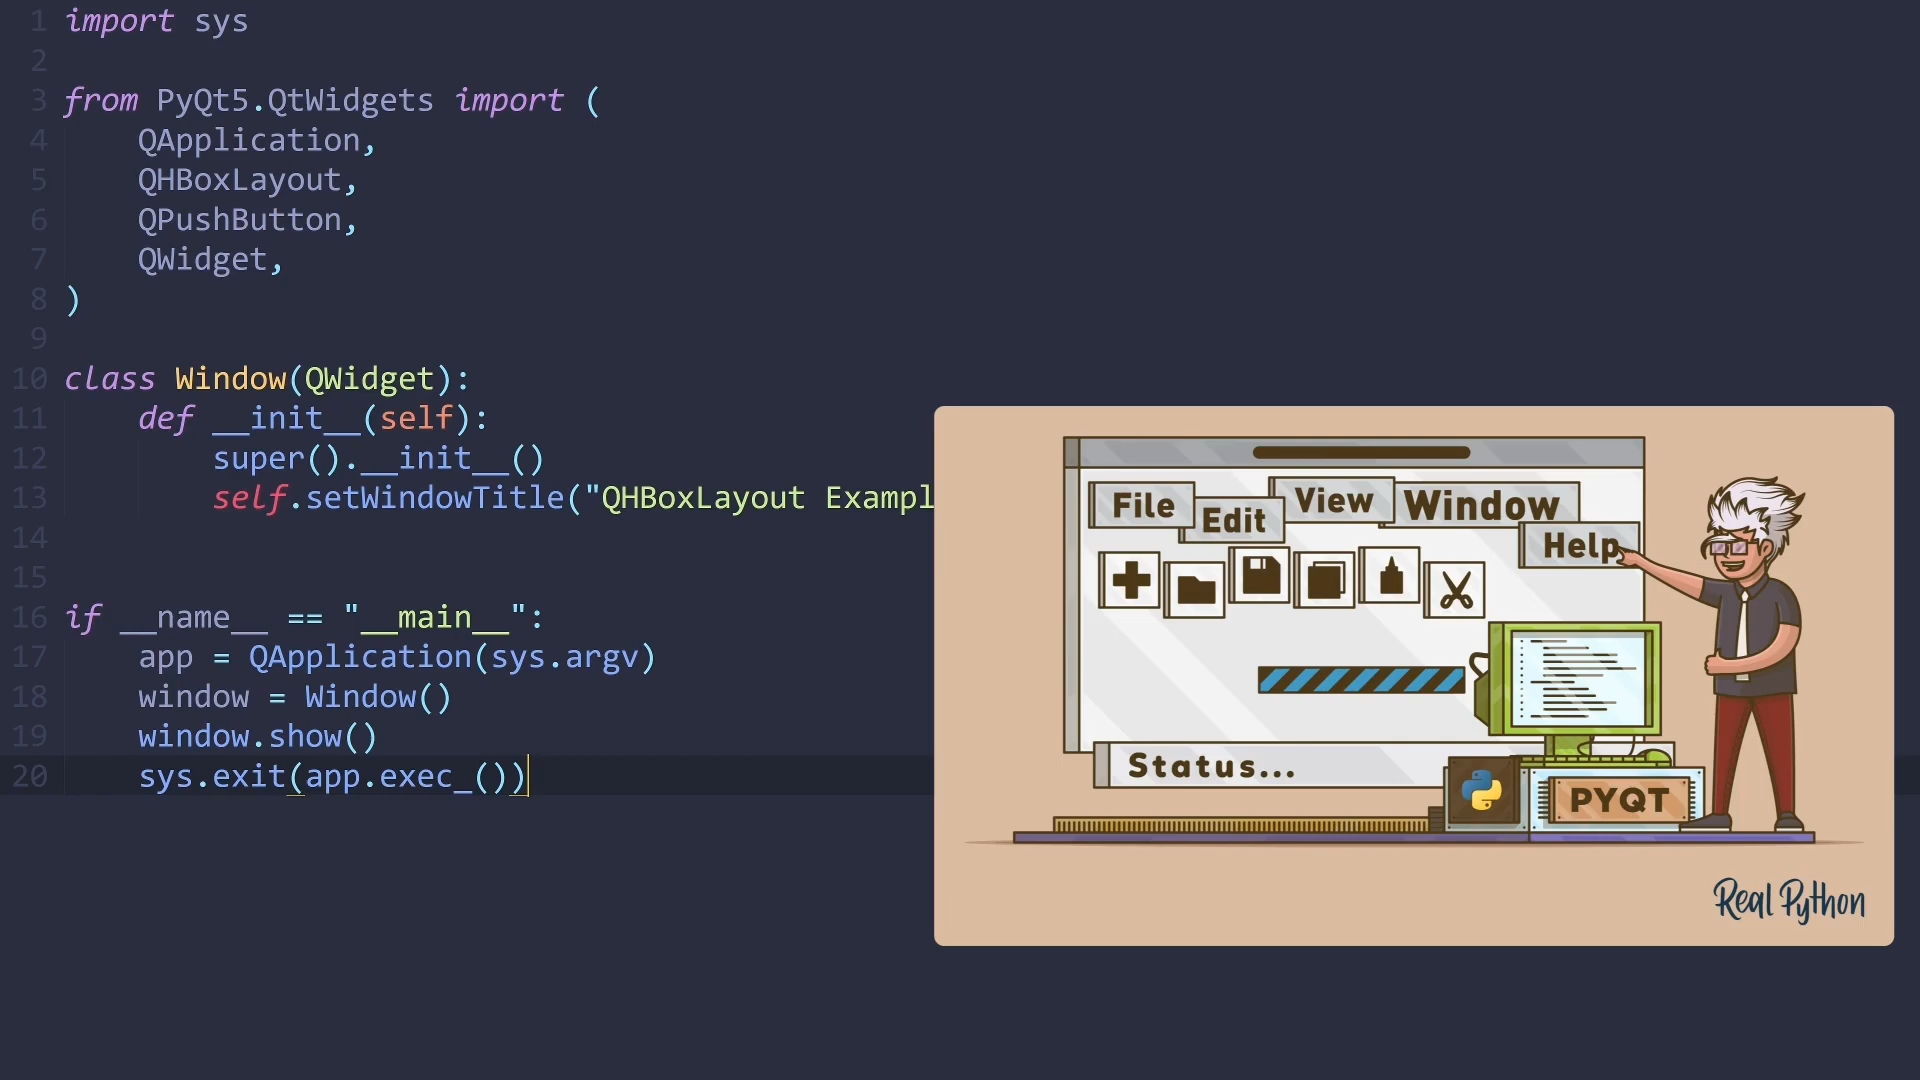 1 import sys
2
3 from PyQt5.QtWidgets import (
4     QApplication,
5     QHBoxLayout,
6     QPushButton,
7     QWidget,
8 )
9
10 class Window(QWidget):
11     def __init__(self):
12         super().__init__()
13         self.setWindowTitle("QHBoxLayout Exampl
14
15
16 if __name__ == "__main__":
17     app = QApplication(sys.argv)
18     window = Window()
19     window.show()
20     sys.exit(app.exec_())
File Edit View Window Help
Status...
PYQT
Real Python